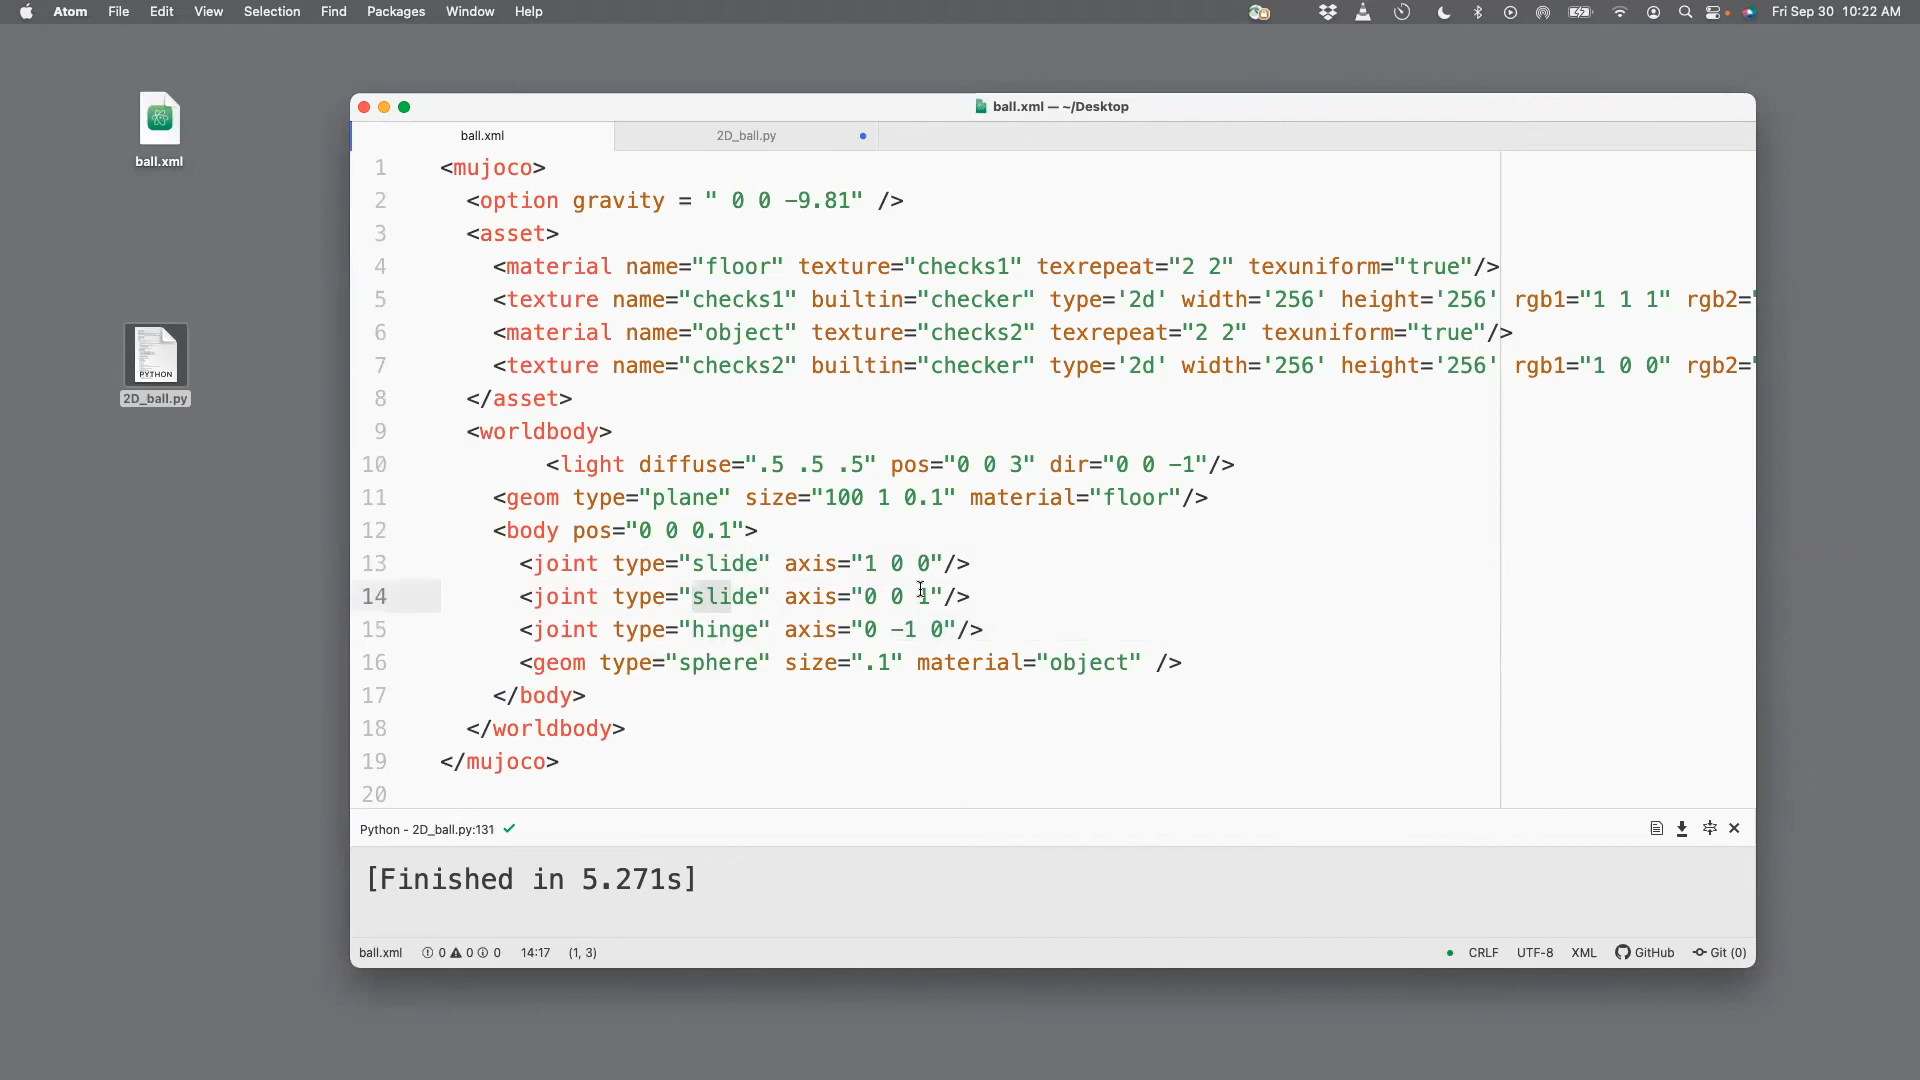 Atom File Edit View Selection Find Packages Window Help Fri Sep 30 10:22 AM
ball.xml
PYTHON
2D_ball.py
ball.xml — ~/Desktop
ball.xml 2D_ball.py
1 <mujoco>
2 <option gravity = " 0 0 -9.81" />
3 <asset>
4 <material name="floor" texture="checks1" texrepeat="2 2" texuniform="true"/>
5 <texture name="checks1" builtin="checker" type='2d' width='256' height='256' rgb1="1 1 1" rgb2="
6 <material name="object" texture="checks2" texrepeat="2 2" texuniform="true"/>
7 <texture name="checks2" builtin="checker" type='2d' width='256' height='256' rgb1="1 0 0" rgb2="
8 </asset>
9 <worldbody>
10 <light diffuse=".5 .5 .5" pos="0 0 3" dir="0 0 -1"/>
11 <geom type="plane" size="100 1 0.1" material="floor"/>
12 <body pos="0 0 0.1">
13 <joint type="slide" axis="1 0 0"/>
14 <joint type="slide" axis="0 0 1"/>
15 <joint type="hinge" axis="0 -1 0"/>
16 <geom type="sphere" size=".1" material="object" />
17 </body>
18 </worldbody>
19 </mujoco>
20
Python - 2D_ball.py:131
[Finished in 5.271s]
ball.xml 0 0 0 14:17 (1, 3) CRLF UTF-8 XML GitHub Git (0)